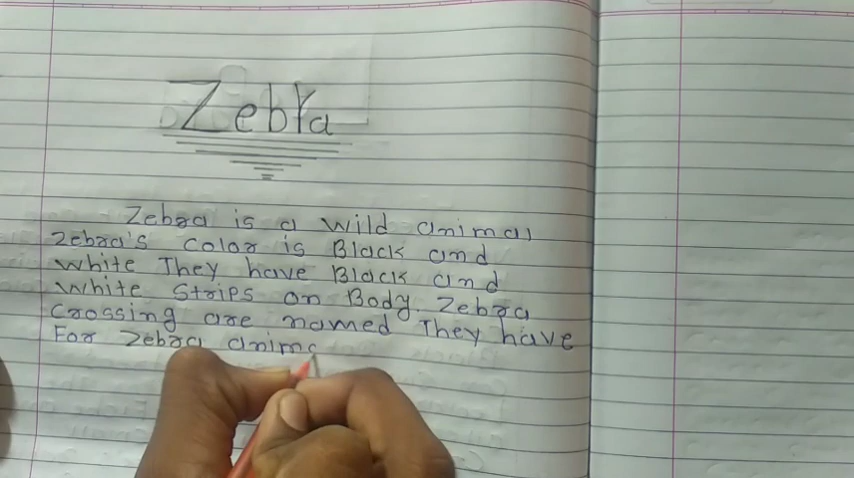 Zebra
Zebra is a wild animal
Zebra's color is Black and
white They have Black and
white strips on Body. Zebra
crossing are named They have
For Zebra anima